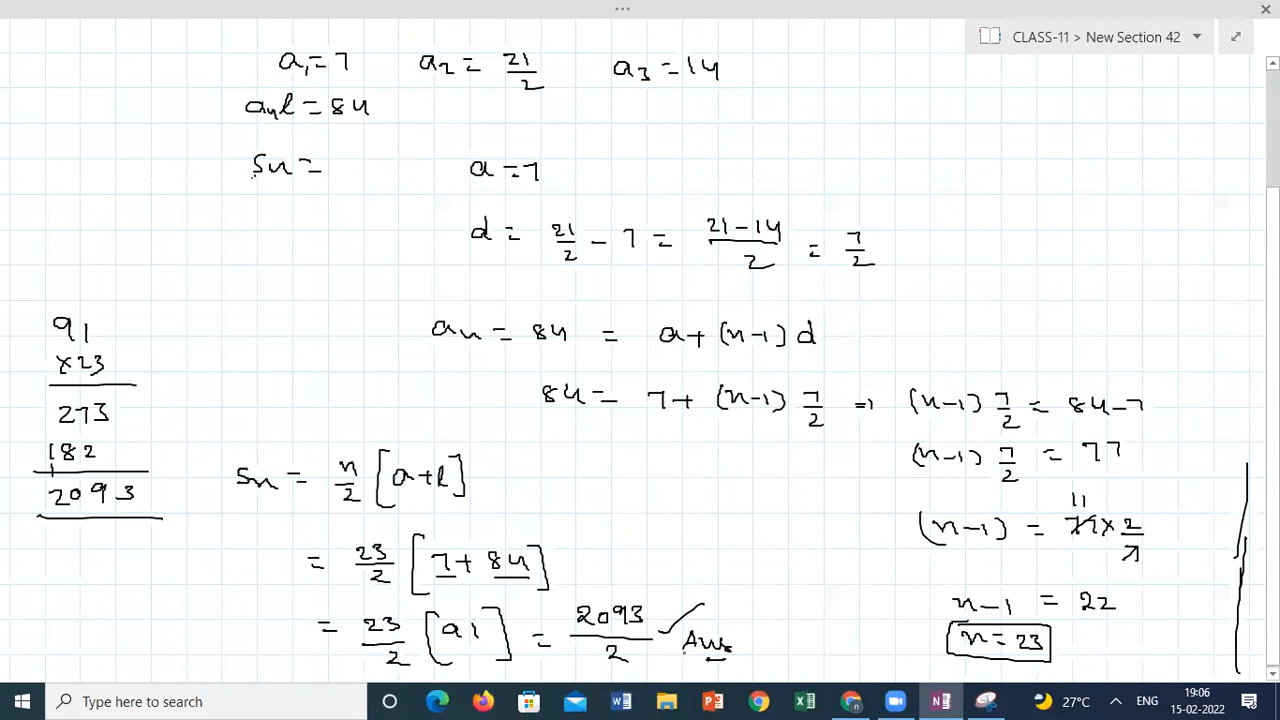 CLASS-11 > New Section 42
a₁ = 7 a₂ = 21/2 a₃ = 14
aₙ l = 84
Sn = a = 7
d = 21/2 - 7 = (21 - 14)/2 = 7/2
an = 84 = a + (n-1) d
84 = 7 + (n-1) 7/2 ⇒ (n-1) 7/2 = 84 - 7
(n-1) 7/2 = 77
(n-1) = 77 11 × 2/7
n-1 = 22
n = 23
91
×23
273
182
1
2093
Sn = n/2 [a + l]
= 23/2 [7 + 84]
= 23/2 [91] = 2093/2 ✓ Ans
Type here to search
27°C ENG 19:06
15-02-2022